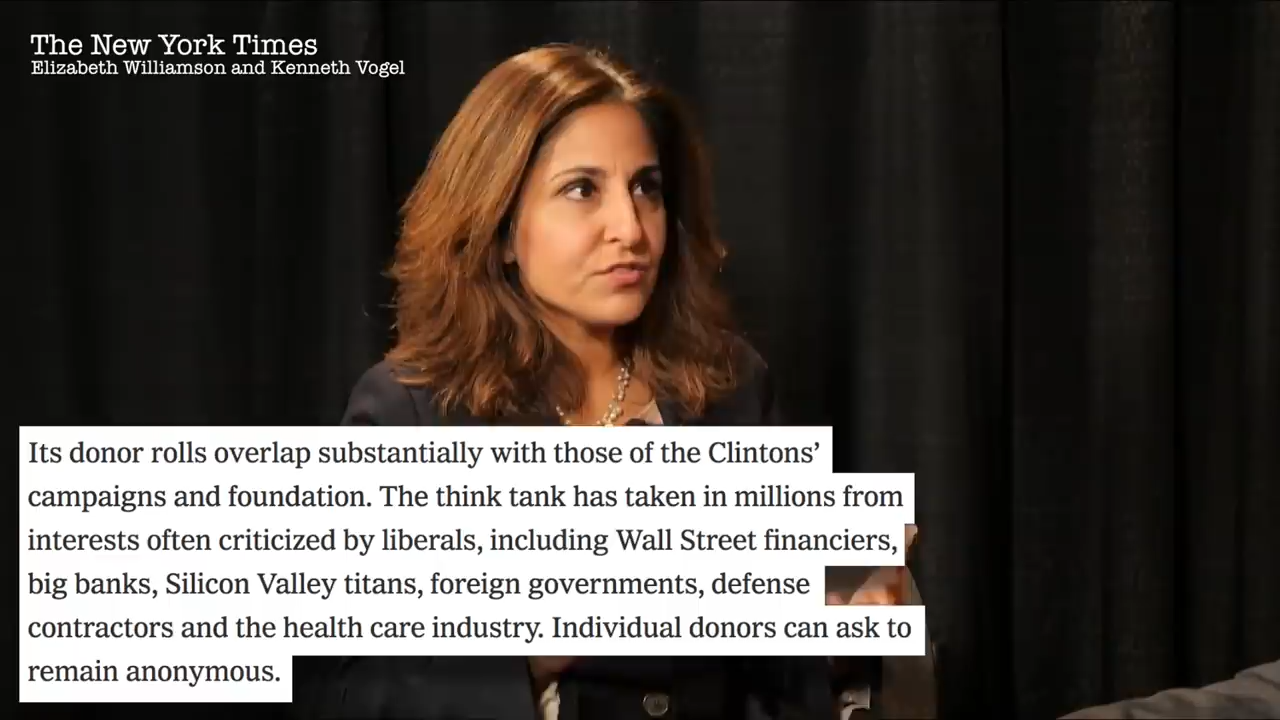 The New York Times
Elizabeth Williamson and Kenneth Vogel
Its donor rolls overlap substantially with those of the Clintons’
campaigns and foundation. The think tank has taken in millions from
interests often criticized by liberals, including Wall Street financiers,
big banks, Silicon Valley titans, foreign governments, defense
contractors and the health care industry. Individual donors can ask to
remain anonymous.